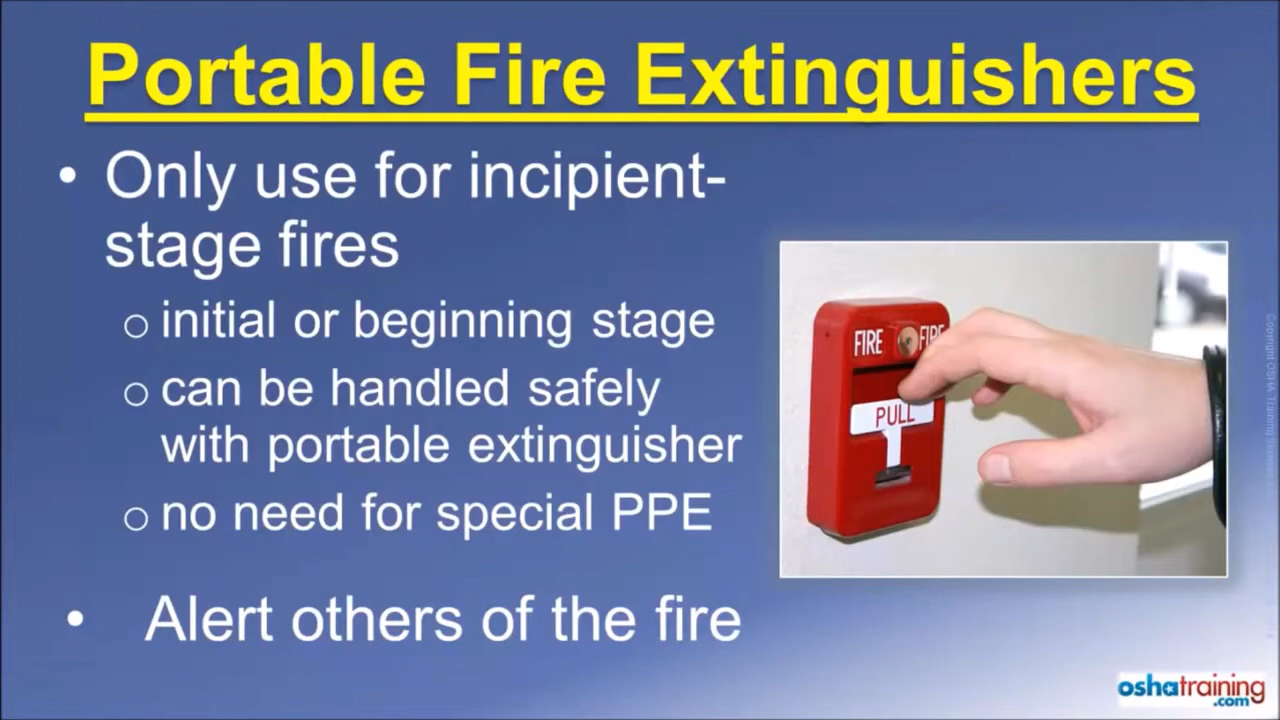 Portable Fire Extinguishers
• Only use for incipient-
stage fires
o initial or beginning stage
o can be handled safely
with portable extinguisher
o no need for special PPE
• Alert others of the fire
FIRE FIRE
PULL
oshatraining
.com